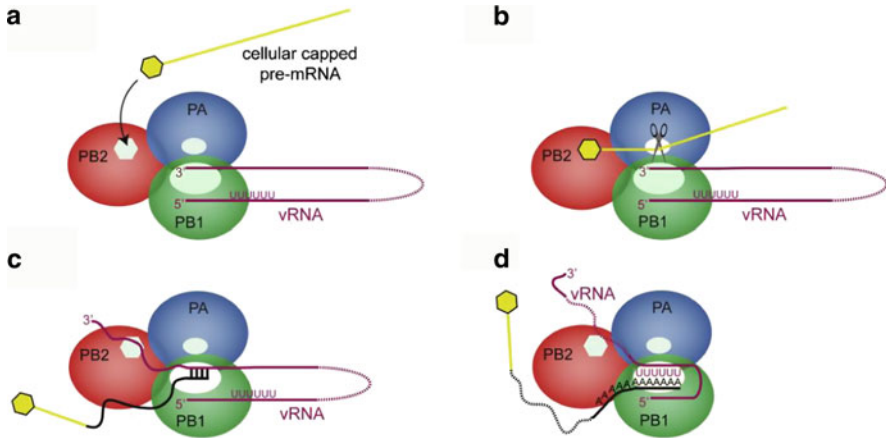 a
cellular capped
pre-mRNA
PA
PB2
3'
UUUUUU
5'
PB1
vRNA
b
PA
PB2
3'
UUUUUU
5'
PB1
vRNA
c
PA
3'
PB2
UUUUUU
5'
PB1
vRNA
d
3'
vRNA
PA
PB2
UUUUUU
AAAAAAAAAAA
PB1
5'